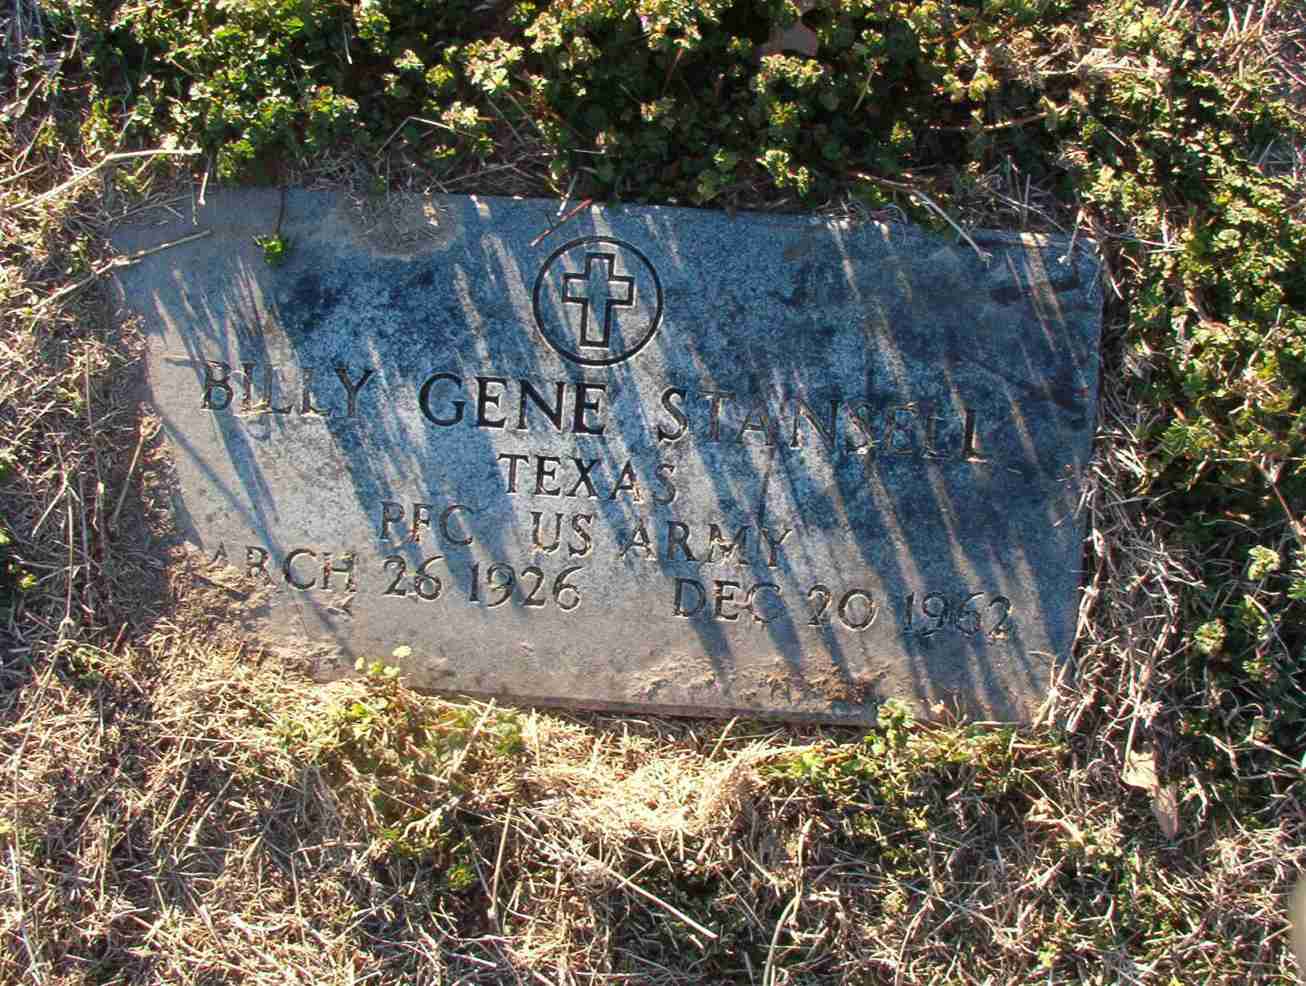 BILLY GENE STANSELL
TEXAS
PFC US ARMY
ARCH 26 1926 DEC 20 1962